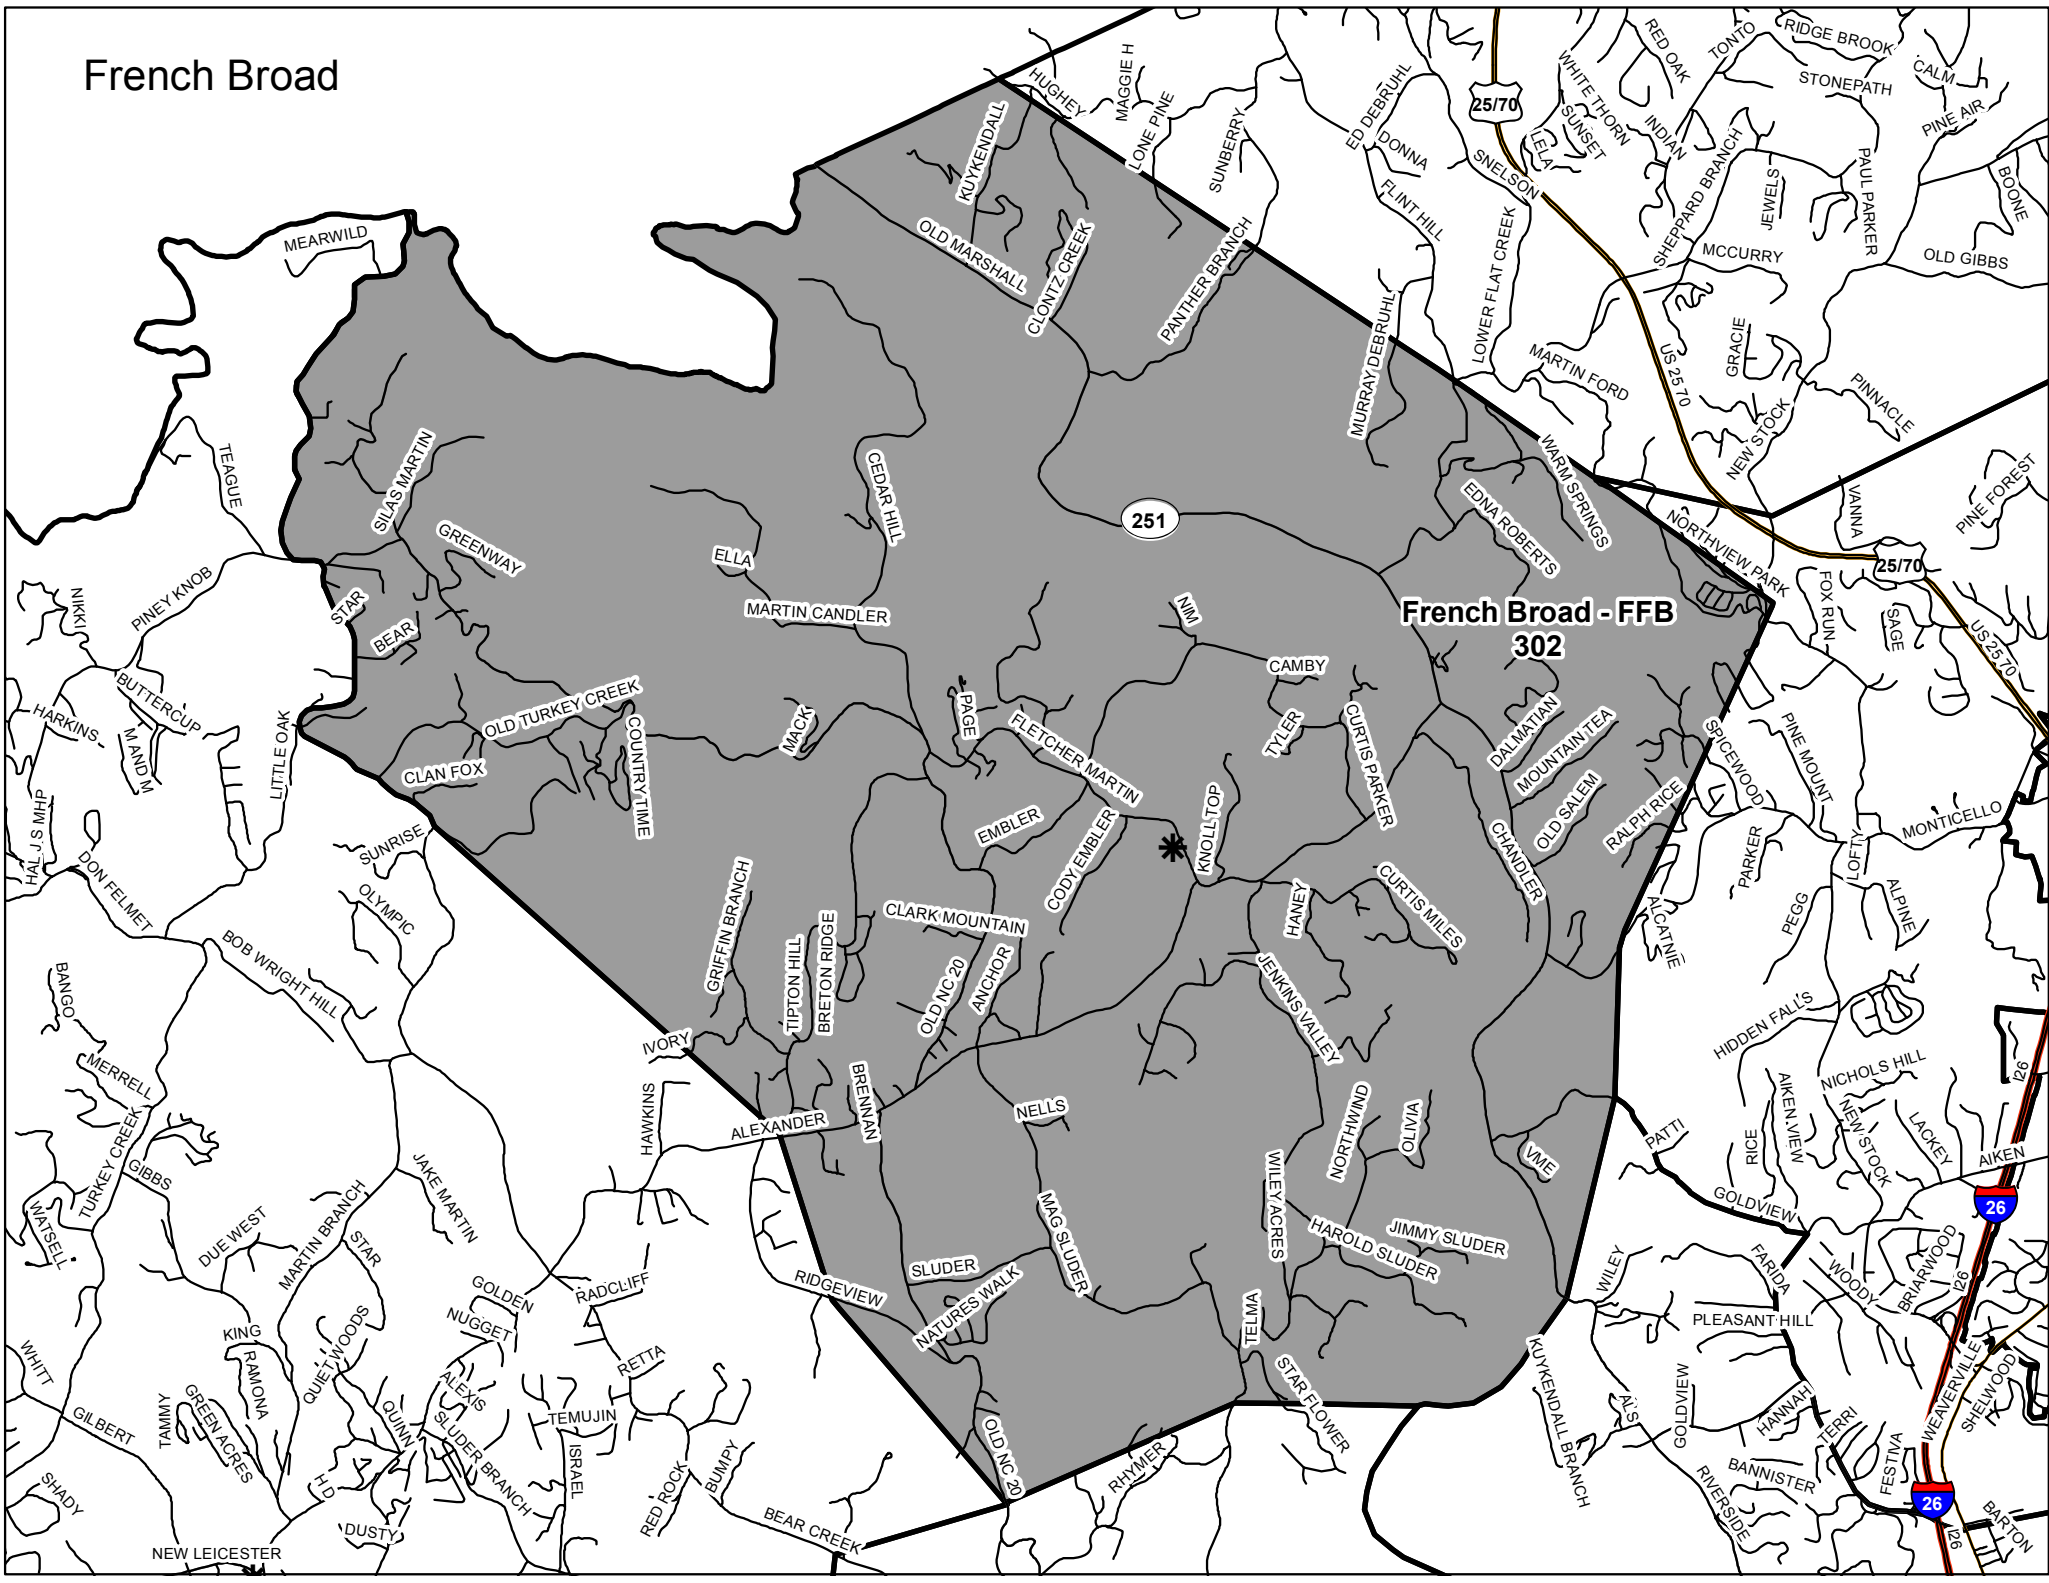 French Broad
HUGHEY
MAGGIE H
LONE PINE
SUNBERRY
ED DEBRUHL
DONNA
FLINT HILL
25/70
SNELSON
LELA
SUNSET
WHITE THORN
RED OAK
INDIAN
TONTO
RIDGE BROOK
STONEPATH
CALM
PINE AIR
SHEPPARD BRANCH
JEWELS
PAUL PARKER
BOONE
OLD GIBBS
MCCURRY
KUYKENDALL
OLD MARSHALL
CLONTZ CREEK
PANTHER BRANCH
MURRAY DEBRUHL
LOWER FLAT CREEK
MARTIN FORD
US 25 70
GRACIE
NEW STOCK
PINNACLE
MEARWILD
TEAGUE
SILAS MARTIN
GREENWAY
CEDAR HILL
ELLA
MARTIN CANDLER
251
WARM SPRINGS
EDNA ROBERTS
NORTHVIEW PARK
VANNA
PINE FOREST
25/70
FOX RUN
SAGE
US 25 70
French Broad - FFB
302
NIKKI
PINEY KNOB
STAR
BEAR
NIM
CAMBY
BUTTERCUP
HARKINS
M AND M
LITTLE OAK
OLD TURKEY CREEK
CLAN FOX
COUNTRY TIME
MACK
PAGE
FLETCHER MARTIN
TYLER
CURTIS PARKER
DALMATIAN
MOUNTAIN TEA
OLD SALEM
RALPH RICE
SPICEWOOD
PINE MOUNT
MONTICELLO
LOFTY
PARKER
HAL J S MHP
DON FELMET
SUNRISE
OLYMPIC
EMBLER
CODY EMBLER
KNOLL TOP
CHANDLER
HANEY
CURTIS MILES
ALCATNIE
PEGG
ALPINE
BOB WRIGHT HILL
BANGO
MERRELL
GRIFFIN BRANCH
TIPTON HILL
BRETON RIDGE
CLARK MOUNTAIN
OLD NC 20
ANCHOR
JENKINS VALLEY
HIDDEN FALLS
NICHOLS HILL
I26
IVORY
HAWKINS
ALEXANDER
BRENNAN
NELLS
NORTHWIND
OLIVIA
VME
PATTI
RICE
AIKEN VIEW
NEW STOCK
LACKEY
AIKEN
TURKEY CREEK
GIBBS
WATSELL
DUE WEST
MARTIN BRANCH
STAR
JAKE MARTIN
MAG SLUDER
SLUDER
NATURES WALK
RIDGEVIEW
WILEY ACRES
HAROLD SLUDER
JIMMY SLUDER
GOLDVIEW
26
WILEY
FARIDA
WOODY
BRIARWOOD
I26
PLEASANT HILL
GOLDEN
NUGGET
RADCLIFF
RETTA
KING
RAMONA
QUIET WOODS
ALEXIS
QUINN
SLUDER BRANCH
TEMUJIN
ISRAEL
WHITT
GILBERT
TAMMY
GREEN ACRES
H D
SHADY
DUSTY
NEW LEICESTER
RED ROCK
BUMPY
BEAR CREEK
OLD NC 20
RHYMER
TELMA
STAR FLOWER
KUYKENDALL BRANCH
AL'S
GOLDVIEW
HANNAH
TERRI
BANNISTER
RIVERSIDE
FESTIVA
WEAVERVILLE
SHELWOOD
26
I26
BARTON